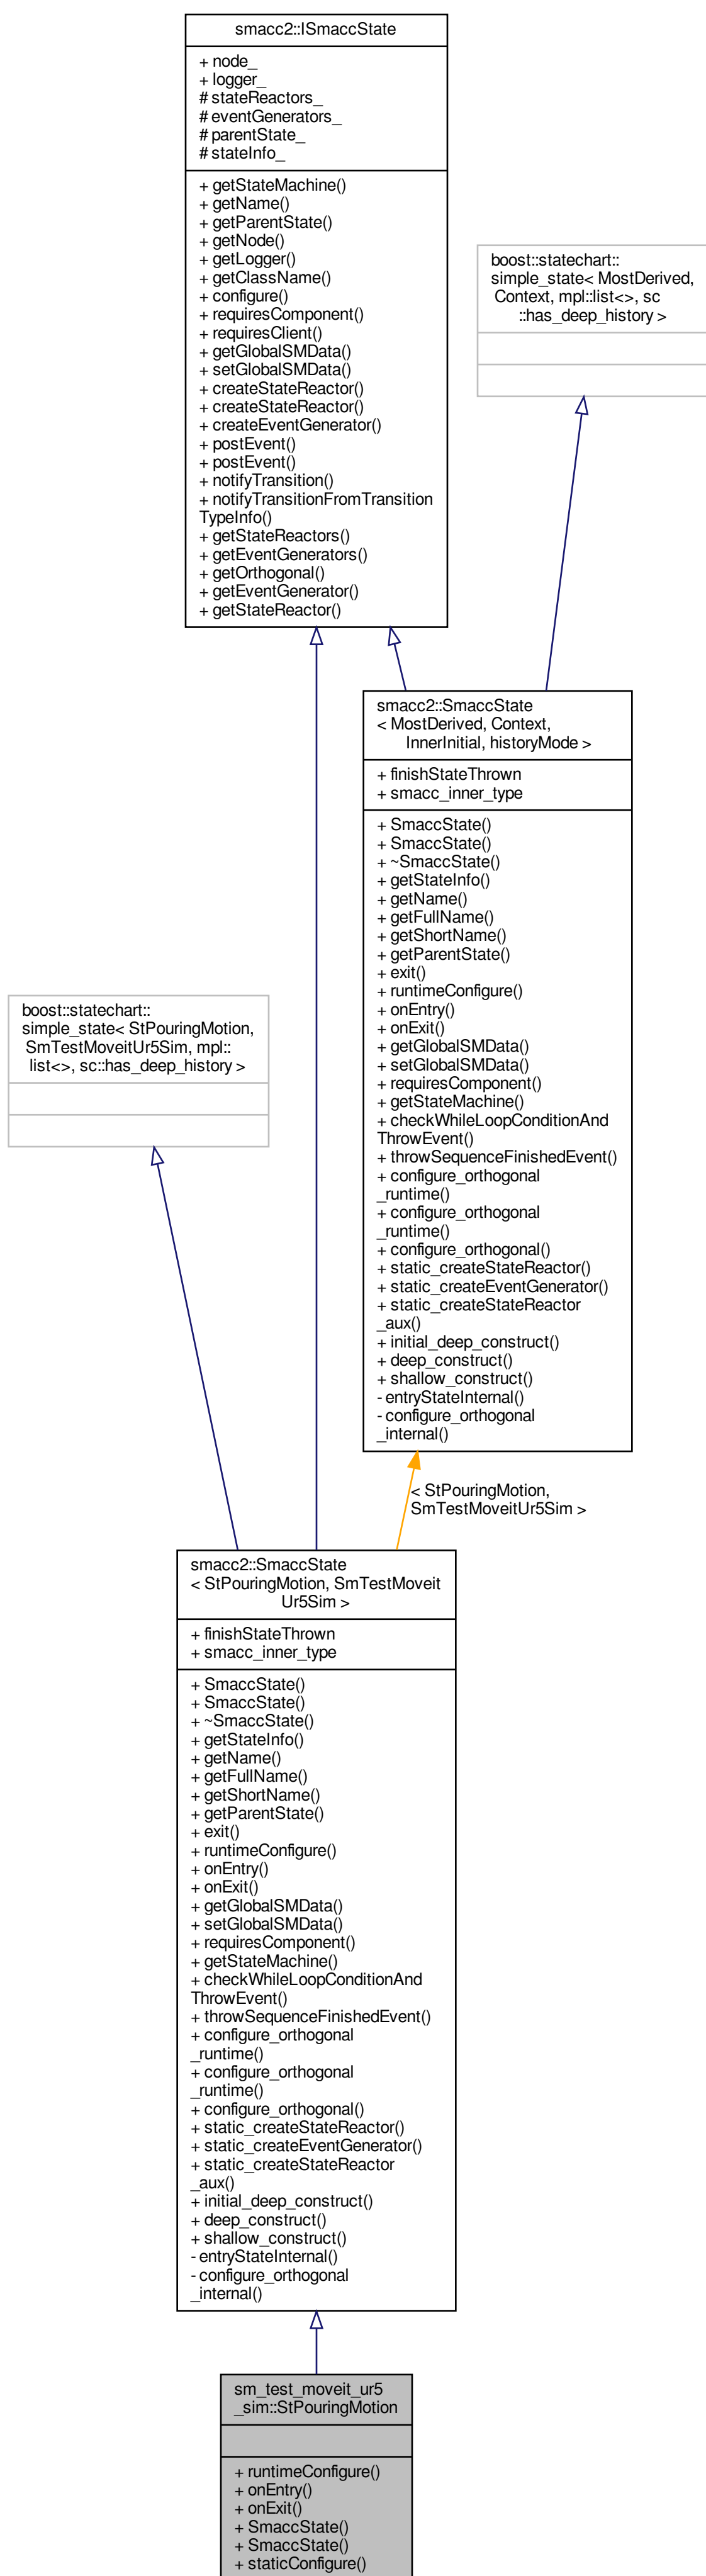 smacc2::ISmaccState
+ node_
+ logger_
# stateReactors_
# eventGenerators_
# parentState_
# stateInfo_
+ getStateMachine()
+ getName()
+ getParentState()
+ getNode()
+ getLogger()
+ getClassName()
+ configure()
+ requiresComponent()
+ requiresClient()
+ getGlobalSMData()
+ setGlobalSMData()
+ createStateReactor()
+ createStateReactor()
+ createEventGenerator()
+ postEvent()
+ postEvent()
+ notifyTransition()
+ notifyTransitionFromTransition
TypeInfo()
+ getStateReactors()
+ getEventGenerators()
+ getOrthogonal()
+ getEventGenerator()
+ getStateReactor()
boost::statechart::
simple_state< MostDerived,
Context, mpl::list<>, sc
::has_deep_history >
smacc2::SmaccState
< MostDerived, Context,
InnerInitial, historyMode >
+ finishStateThrown
+ smacc_inner_type
+ SmaccState()
+ SmaccState()
+ ~SmaccState()
+ getStateInfo()
+ getName()
+ getFullName()
+ getShortName()
+ getParentState()
+ exit()
+ runtimeConfigure()
+ onEntry()
+ onExit()
+ getGlobalSMData()
+ setGlobalSMData()
+ requiresComponent()
+ getStateMachine()
+ checkWhileLoopConditionAnd
ThrowEvent()
+ throwSequenceFinishedEvent()
+ configure_orthogonal
_runtime()
+ configure_orthogonal
_runtime()
+ configure_orthogonal()
+ static_createStateReactor()
+ static_createEventGenerator()
+ static_createStateReactor
_aux()
+ initial_deep_construct()
+ deep_construct()
+ shallow_construct()
- entryStateInternal()
- configure_orthogonal
_internal()
boost::statechart::
simple_state< StPouringMotion,
SmTestMoveitUr5Sim, mpl::
list<>, sc::has_deep_history >
< StPouringMotion,
SmTestMoveitUr5Sim >
smacc2::SmaccState
< StPouringMotion, SmTestMoveit
Ur5Sim >
+ finishStateThrown
+ smacc_inner_type
+ SmaccState()
+ SmaccState()
+ ~SmaccState()
+ getStateInfo()
+ getName()
+ getFullName()
+ getShortName()
+ getParentState()
+ exit()
+ runtimeConfigure()
+ onEntry()
+ onExit()
+ getGlobalSMData()
+ setGlobalSMData()
+ requiresComponent()
+ getStateMachine()
+ checkWhileLoopConditionAnd
ThrowEvent()
+ throwSequenceFinishedEvent()
+ configure_orthogonal
_runtime()
+ configure_orthogonal
_runtime()
+ configure_orthogonal()
+ static_createStateReactor()
+ static_createEventGenerator()
+ static_createStateReactor
_aux()
+ initial_deep_construct()
+ deep_construct()
+ shallow_construct()
- entryStateInternal()
- configure_orthogonal
_internal()
sm_test_moveit_ur5
_sim::StPouringMotion
+ runtimeConfigure()
+ onEntry()
+ onExit()
+ SmaccState()
+ SmaccState()
+ staticConfigure()